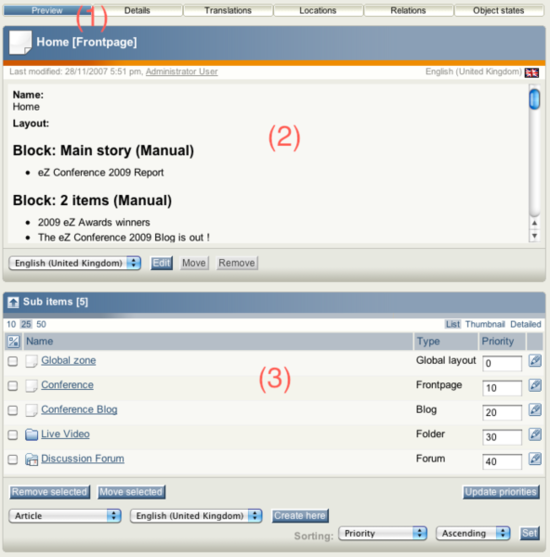 Preview Details Translations Locations Relations Object states
(1)
Home [Frontpage]
Last modified: 28/11/2007 5:51 pm, Administrator User English (United Kingdom)
Name:
Home
Layout:
(2)
Block: Main story (Manual)
eZ Conference 2009 Report
Block: 2 items (Manual)
2009 eZ Awards winners
The eZ Conference 2009 Blog is out !
English (United Kingdom) Edit Move Remove
Sub items [5]
10 25 50 List Thumbnail Detailed
Name Type Priority
Global zone Global layout 0
(3)
Conference Frontpage 10
Conference Blog Blog 20
Live Video Folder 30
Discussion Forum Forum 40
Remove selected Move selected Update priorities
Article English (United Kingdom) Create here
Sorting: Priority Ascending Set